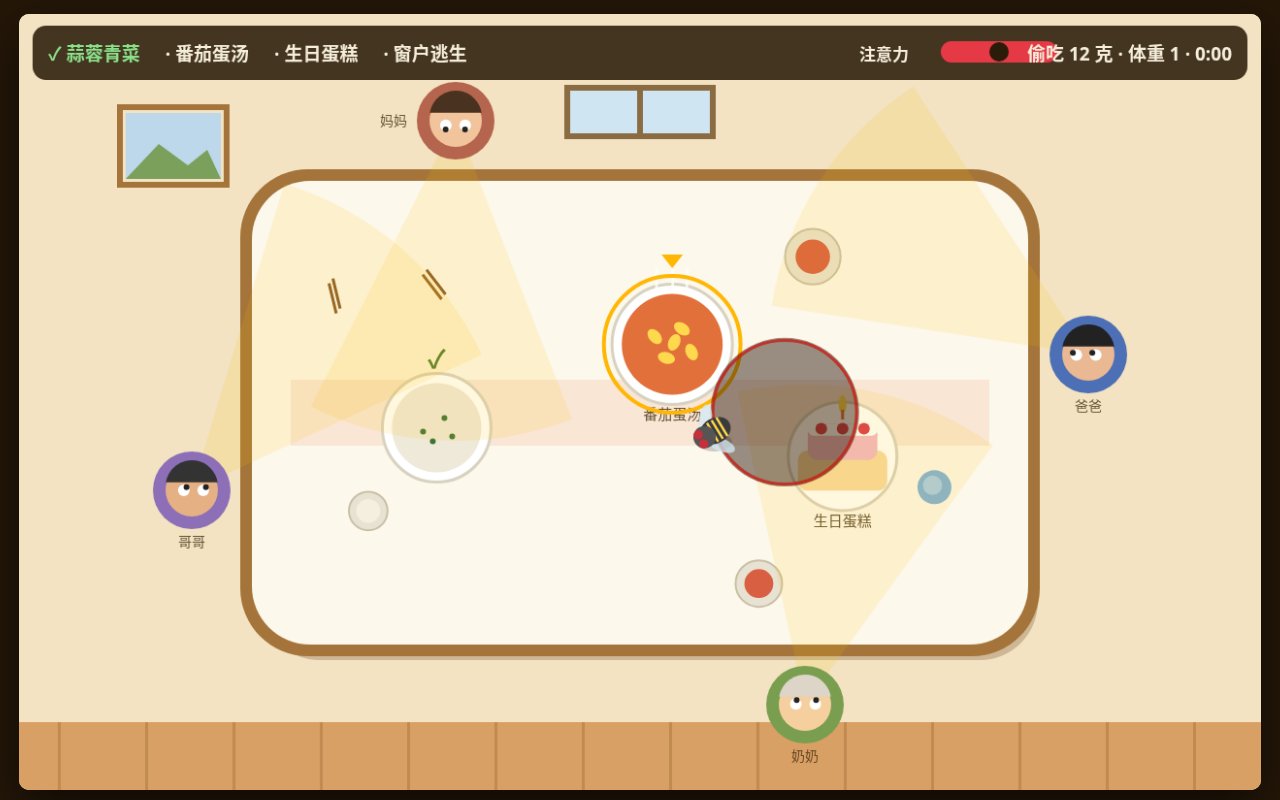 ✓ 蒜蓉青菜 · 番茄蛋汤 · 生日蛋糕 · 窗户逃生 注意力 偷吃 12 克 · 体重 1 · 0:00
妈妈
爸爸
番茄蛋汤
生日蛋糕
哥哥
奶奶